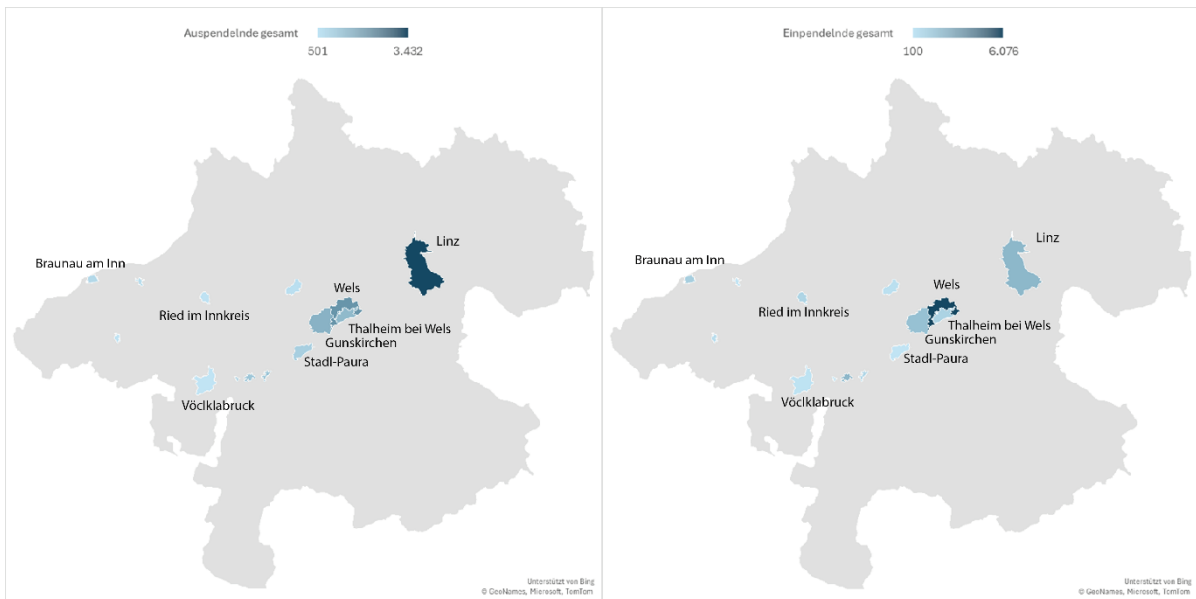 Auspendelnde gesamt
501 3.432
Linz
Braunau am Inn
Wels
Ried im Innkreis
Thalheim bei Wels
Gunskirchen
Stadl-Paura
Vöclklabruck
Unterstützt von Bing
© GeoNames, Microsoft, TomTom
Einpendelnde gesamt
100 6.076
Linz
Braunau am Inn
Wels
Ried im Innkreis
Thalheim bei Wels
Gunskirchen
Stadl-Paura
Vöclklabruck
Unterstützt von Bing
© GeoNames, Microsoft, TomTom